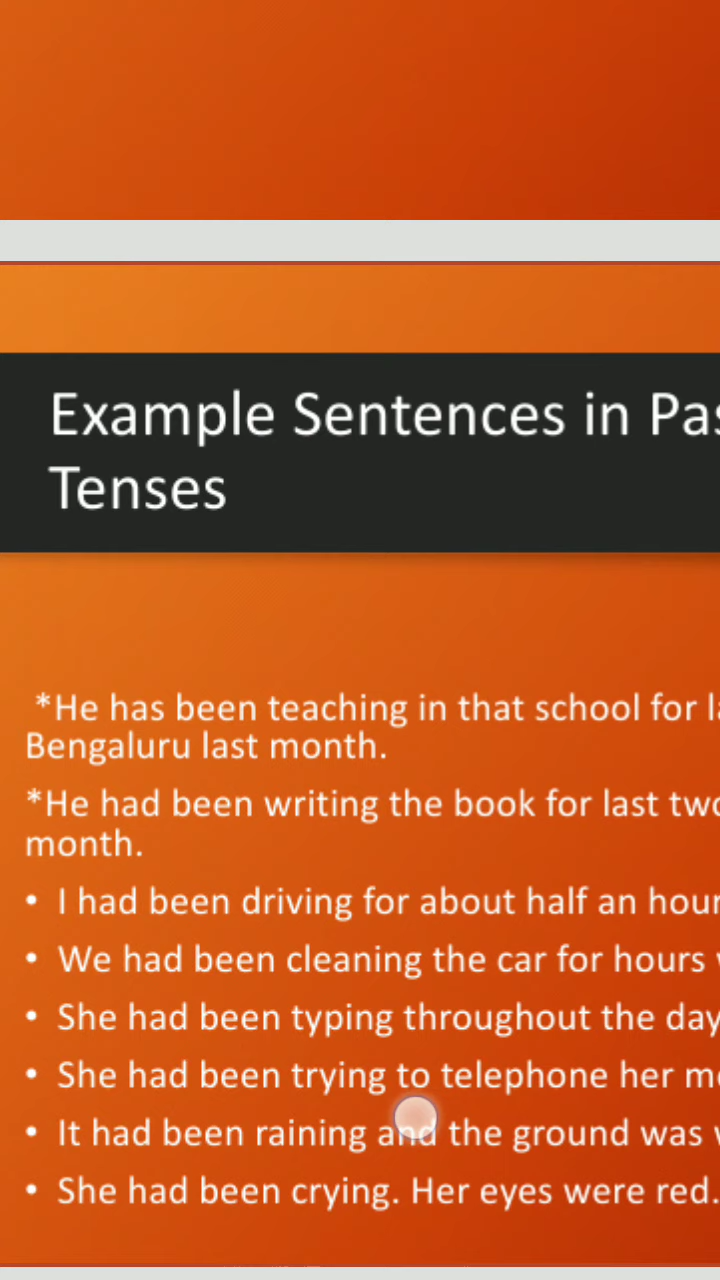 Example Sentences in Pas
Tenses
*He has been teaching in that school for la
Bengaluru last month.
*He had been writing the book for last two
month.
• I had been driving for about half an hour
• We had been cleaning the car for hours
• She had been typing throughout the day
• She had been trying to telephone her mo
• It had been raining and the ground was
• She had been crying. Her eyes were red.